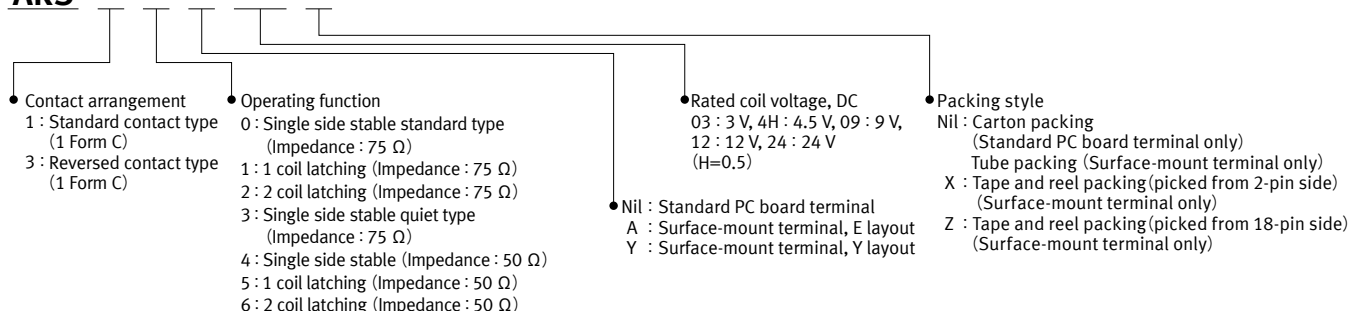 ARS
Contact arrangement
1 : Standard contact type
(1 Form C)
3 : Reversed contact type
(1 Form C)
Operating function
0 : Single side stable standard type
(Impedance : 75 Ω)
1 : 1 coil latching (Impedance : 75 Ω)
2 : 2 coil latching (Impedance : 75 Ω)
3 : Single side stable quiet type
(Impedance : 75 Ω)
4 : Single side stable (Impedance : 50 Ω)
5 : 1 coil latching (Impedance : 50 Ω)
6 : 2 coil latching (Impedance : 50 Ω)
Nil : Standard PC board terminal
A : Surface-mount terminal, E layout
Y : Surface-mount terminal, Y layout
Rated coil voltage, DC
03 : 3 V, 4H : 4.5 V, 09 : 9 V,
12 : 12 V, 24 : 24 V
(H=0.5)
Packing style
Nil : Carton packing
(Standard PC board terminal only)
Tube packing (Surface-mount terminal only)
X : Tape and reel packing (picked from 2-pin side)
(Surface-mount terminal only)
Z : Tape and reel packing (picked from 18-pin side)
(Surface-mount terminal only)